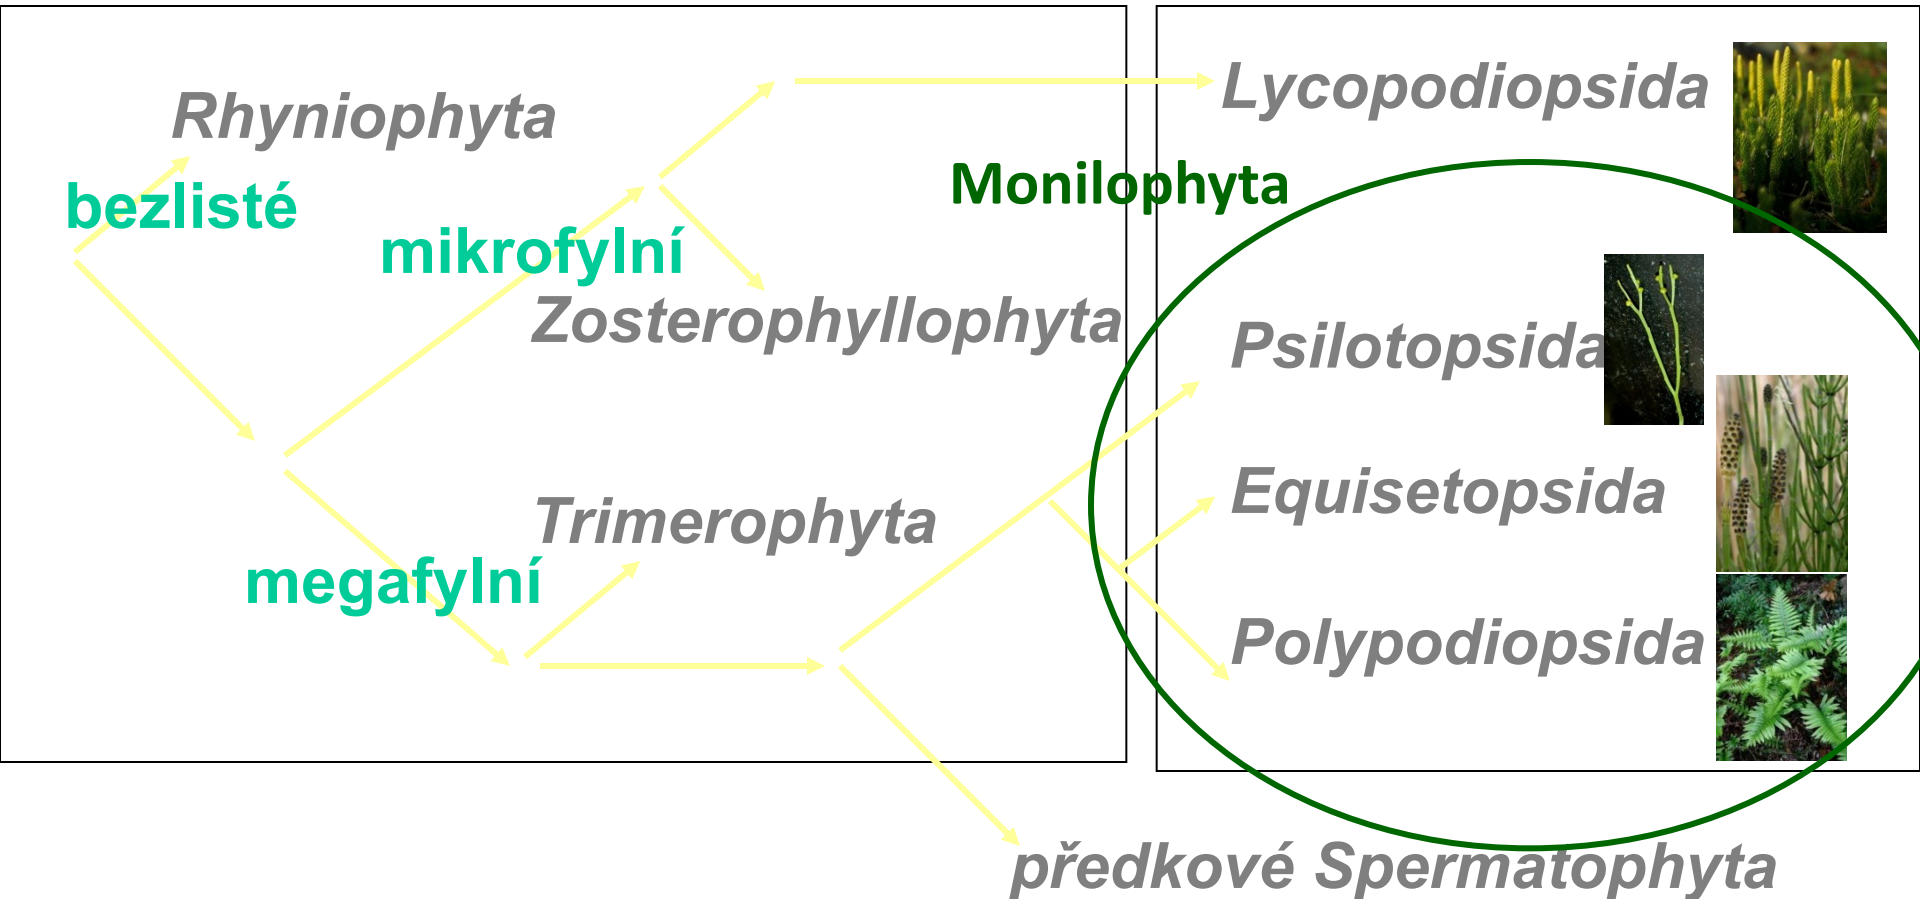 Lycopodiopsida
Rhyniophyta
Monilophyta
bezlisté
mikrofylní
Zosterophyllophyta
Psilotopsida
Equisetopsida
Trimerophyta
megafylní
Polypodiopsida
předkové Spermatophyta